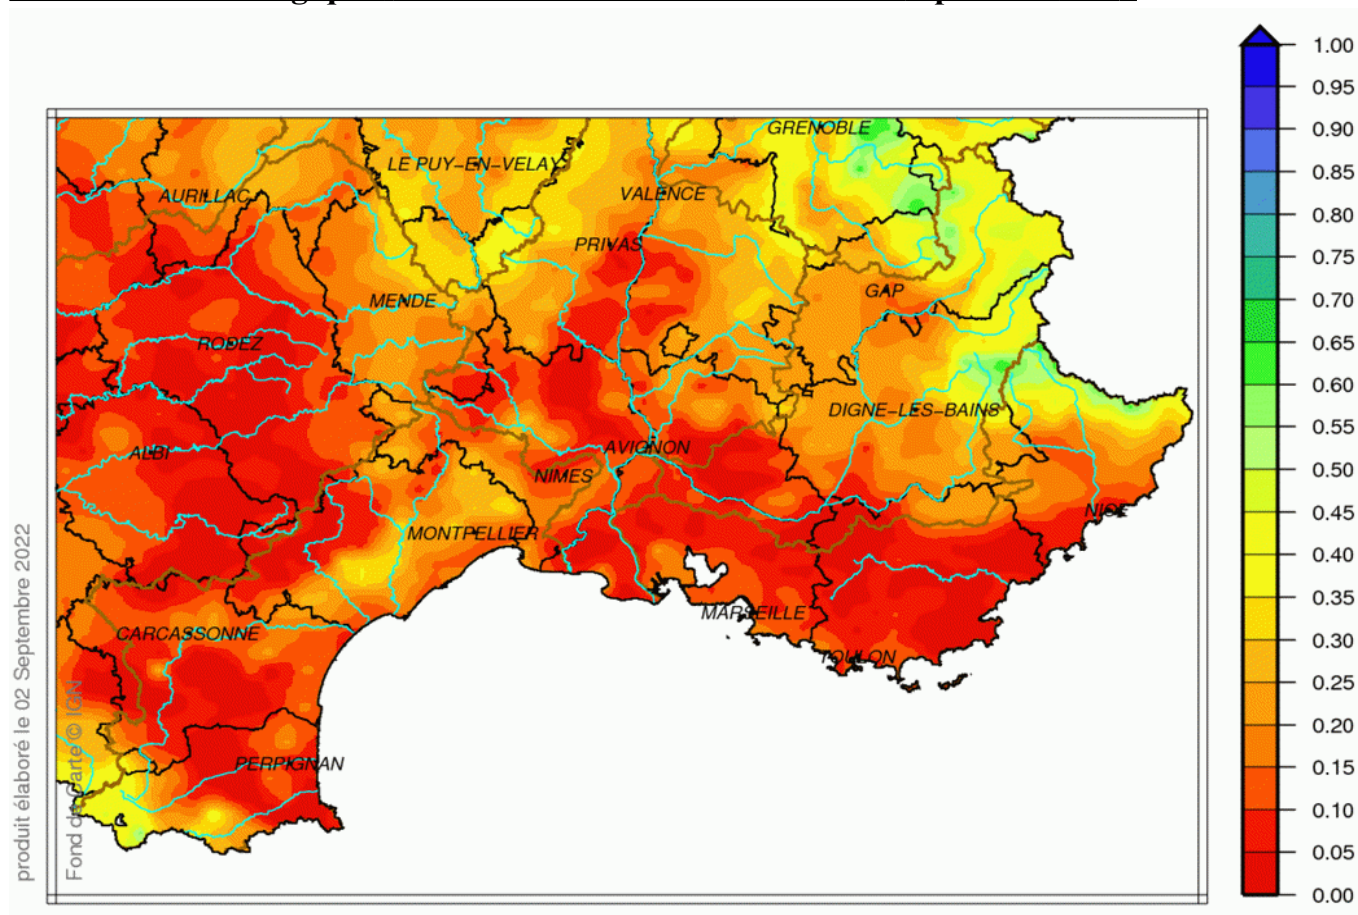 GRENOBLE
LE PUY-EN-VELAY
AURILLAC
VALENCE
PRIVAS
GAP
MENDE
RODEZ
DIGNE-LES-BAINS
ALBI
AVIGNON
NIMES
NICE
MONTPELLIER
MARSEILLE
CARCASSONNE
TOULON
PERPIGNAN
produit élaboré le 02 Septembre 2022
Fond de Carte © IGN
1.00
0.95
0.90
0.85
0.80
0.75
0.70
0.65
0.60
0.55
0.50
0.45
0.40
0.35
0.30
0.25
0.20
0.15
0.10
0.05
0.00